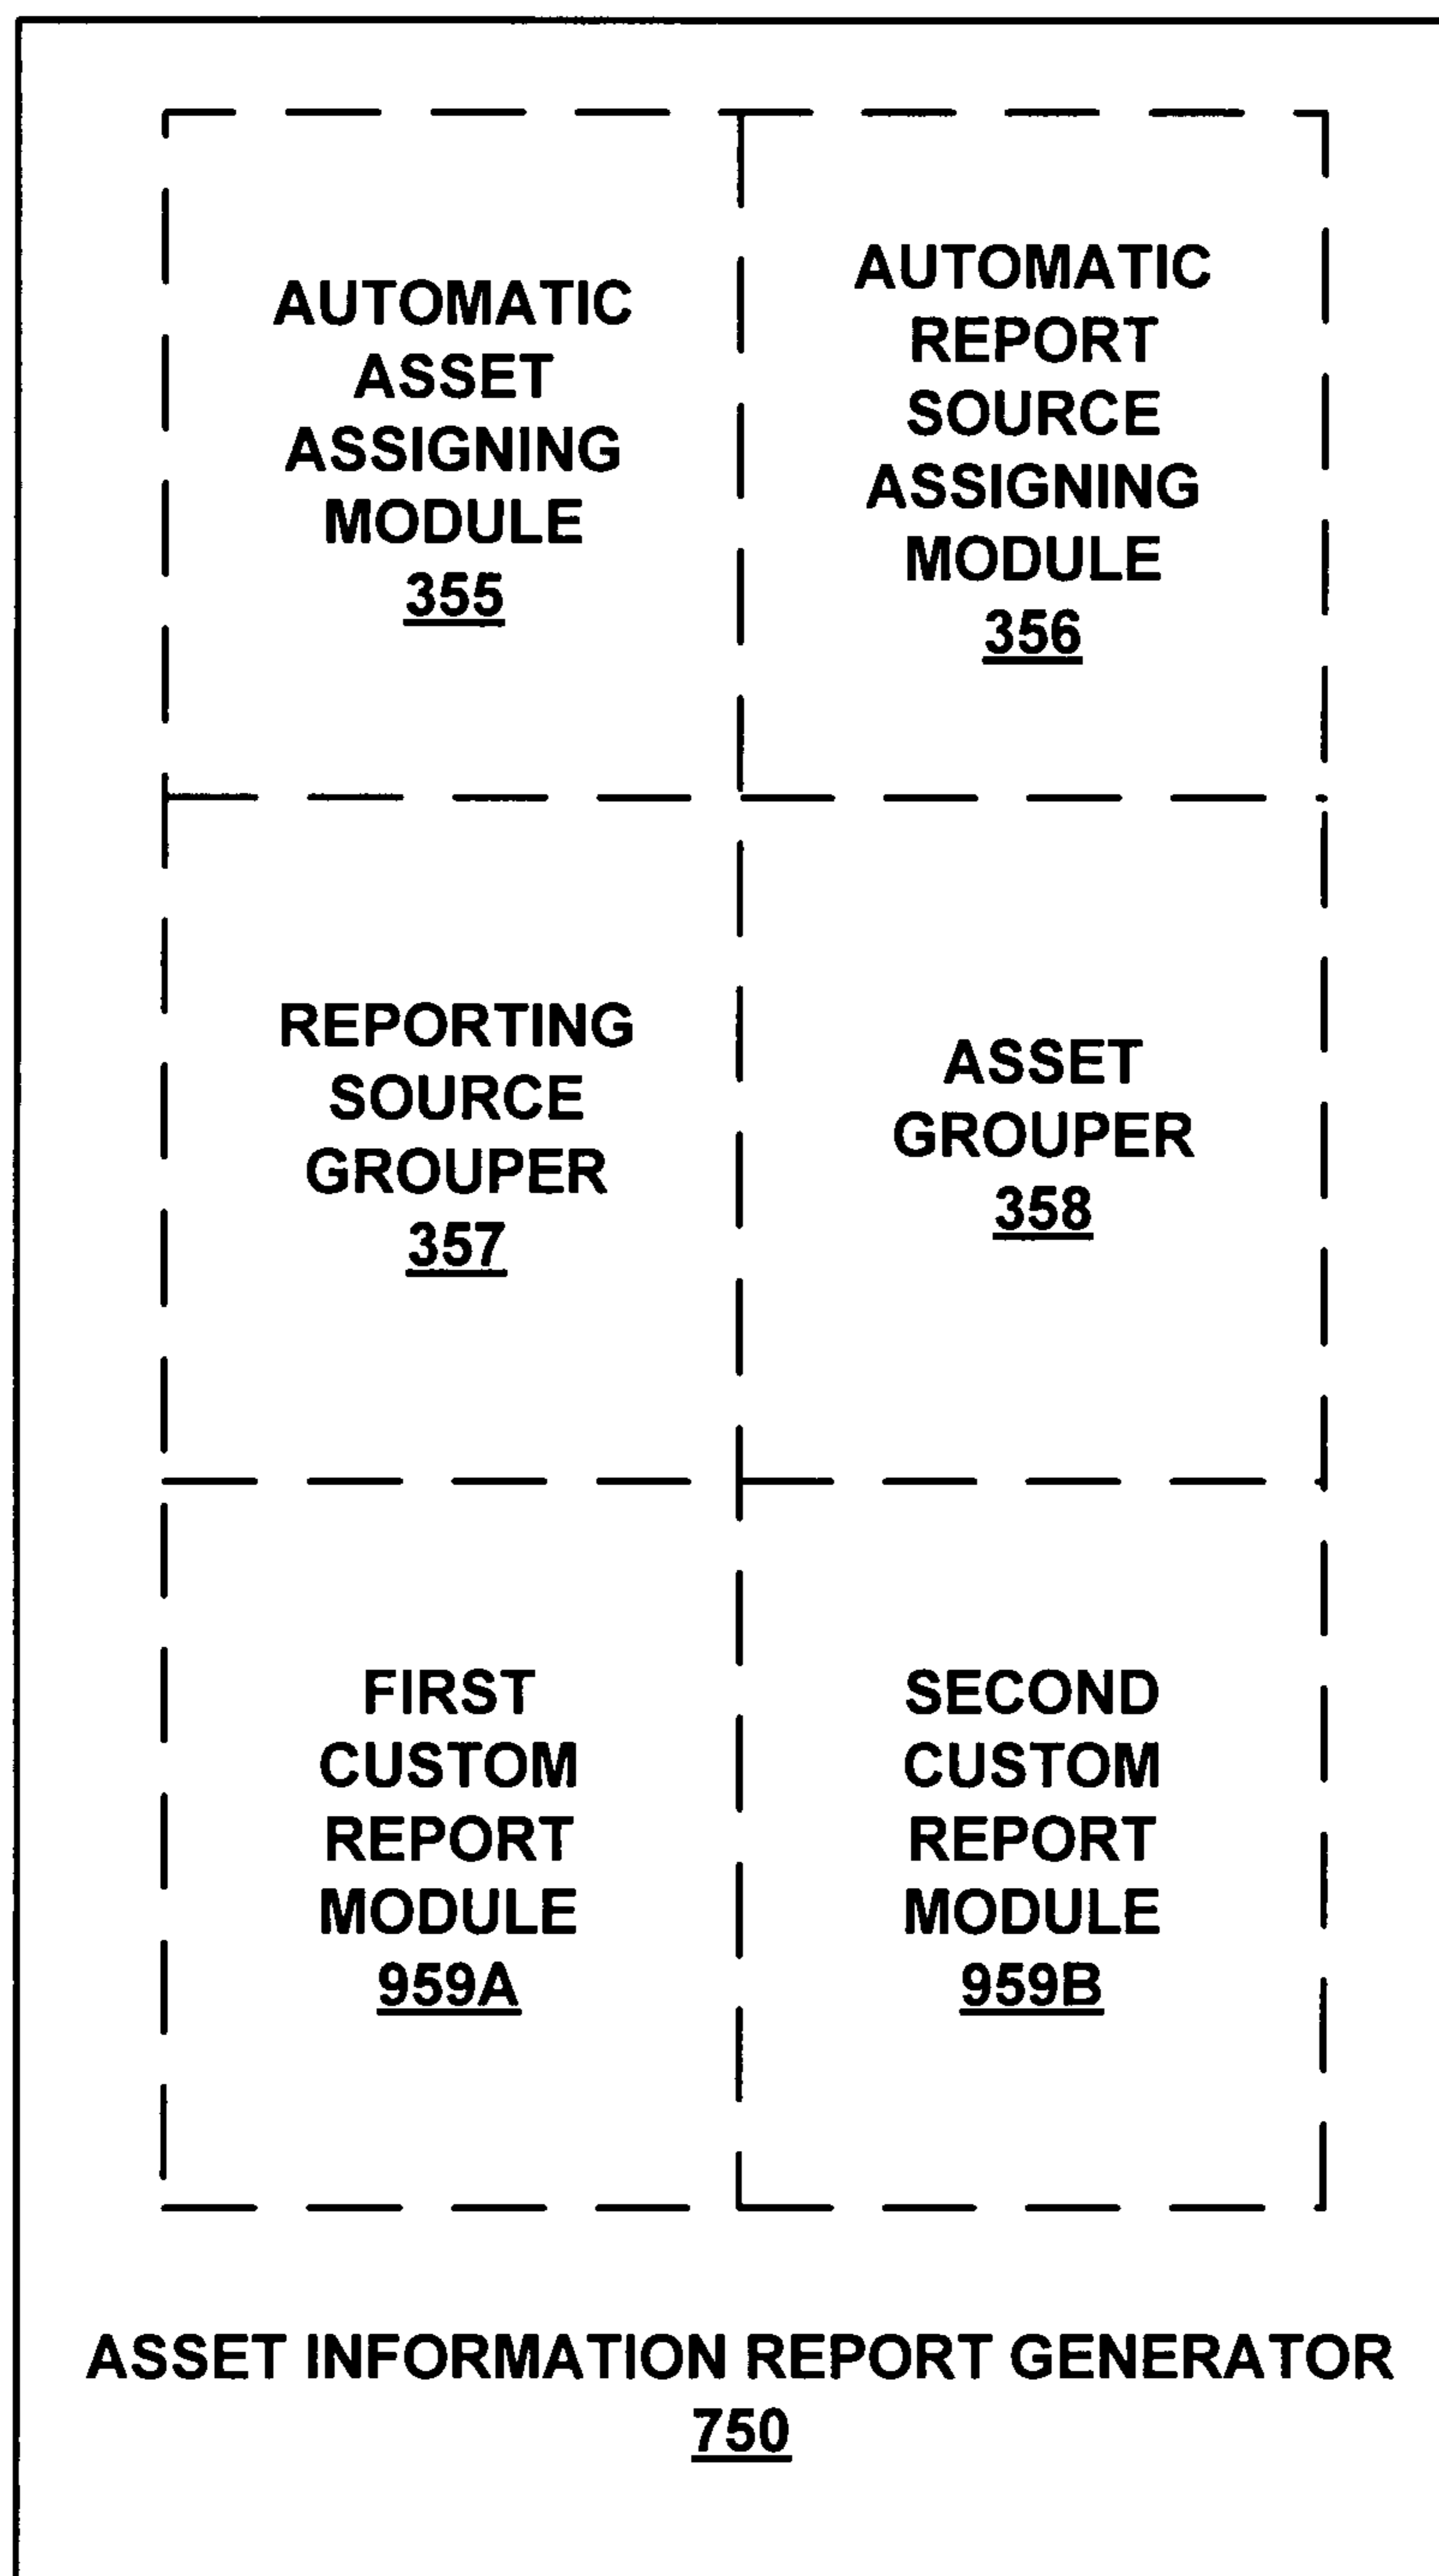 AUTOMATIC
ASSET
ASSIGNING
MODULE
355
AUTOMATIC
REPORT
SOURCE
ASSIGNING
MODULE
356
REPORTING
SOURCE
GROUPER
357
ASSET
GROUPER
358
FIRST
CUSTOM
REPORT
MODULE
959A
SECOND
CUSTOM
REPORT
MODULE
959B
ASSET INFORMATION REPORT GENERATOR
750